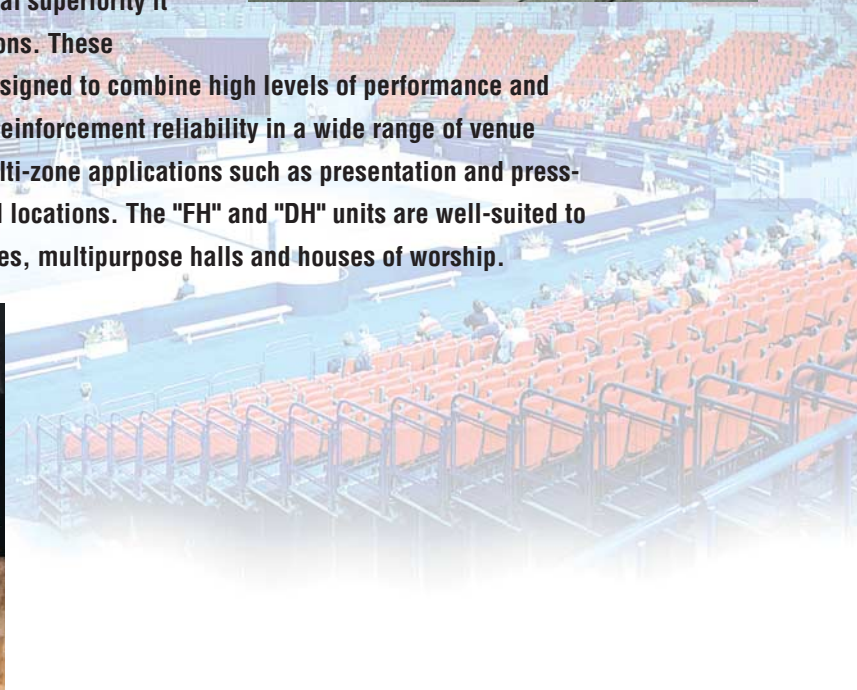 superiority it
ons. These
signed to combine high levels of performance and
einforcement reliability in a wide range of venue
lti-zone applications such as presentation and press-
l locations. The "FH" and "DH" units are well-suited to
es, multipurpose halls and houses of worship.